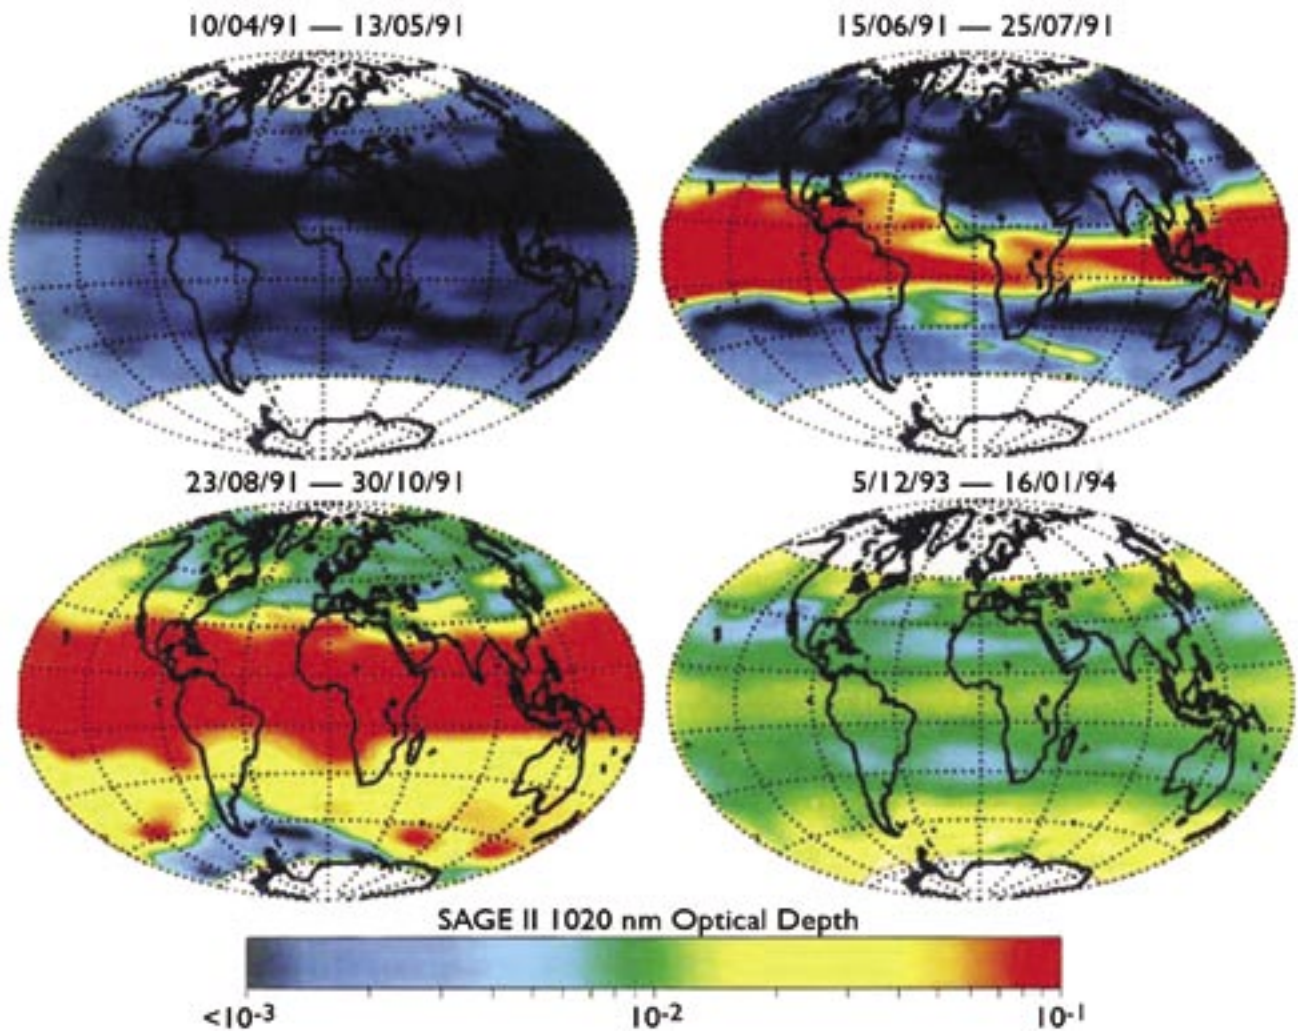 10/04/91 — 13/05/91
15/06/91 — 25/07/91
23/08/91 — 30/10/91
5/12/93 — 16/01/94
SAGE II 1020 nm Optical Depth
<10-3
10-2
10-1